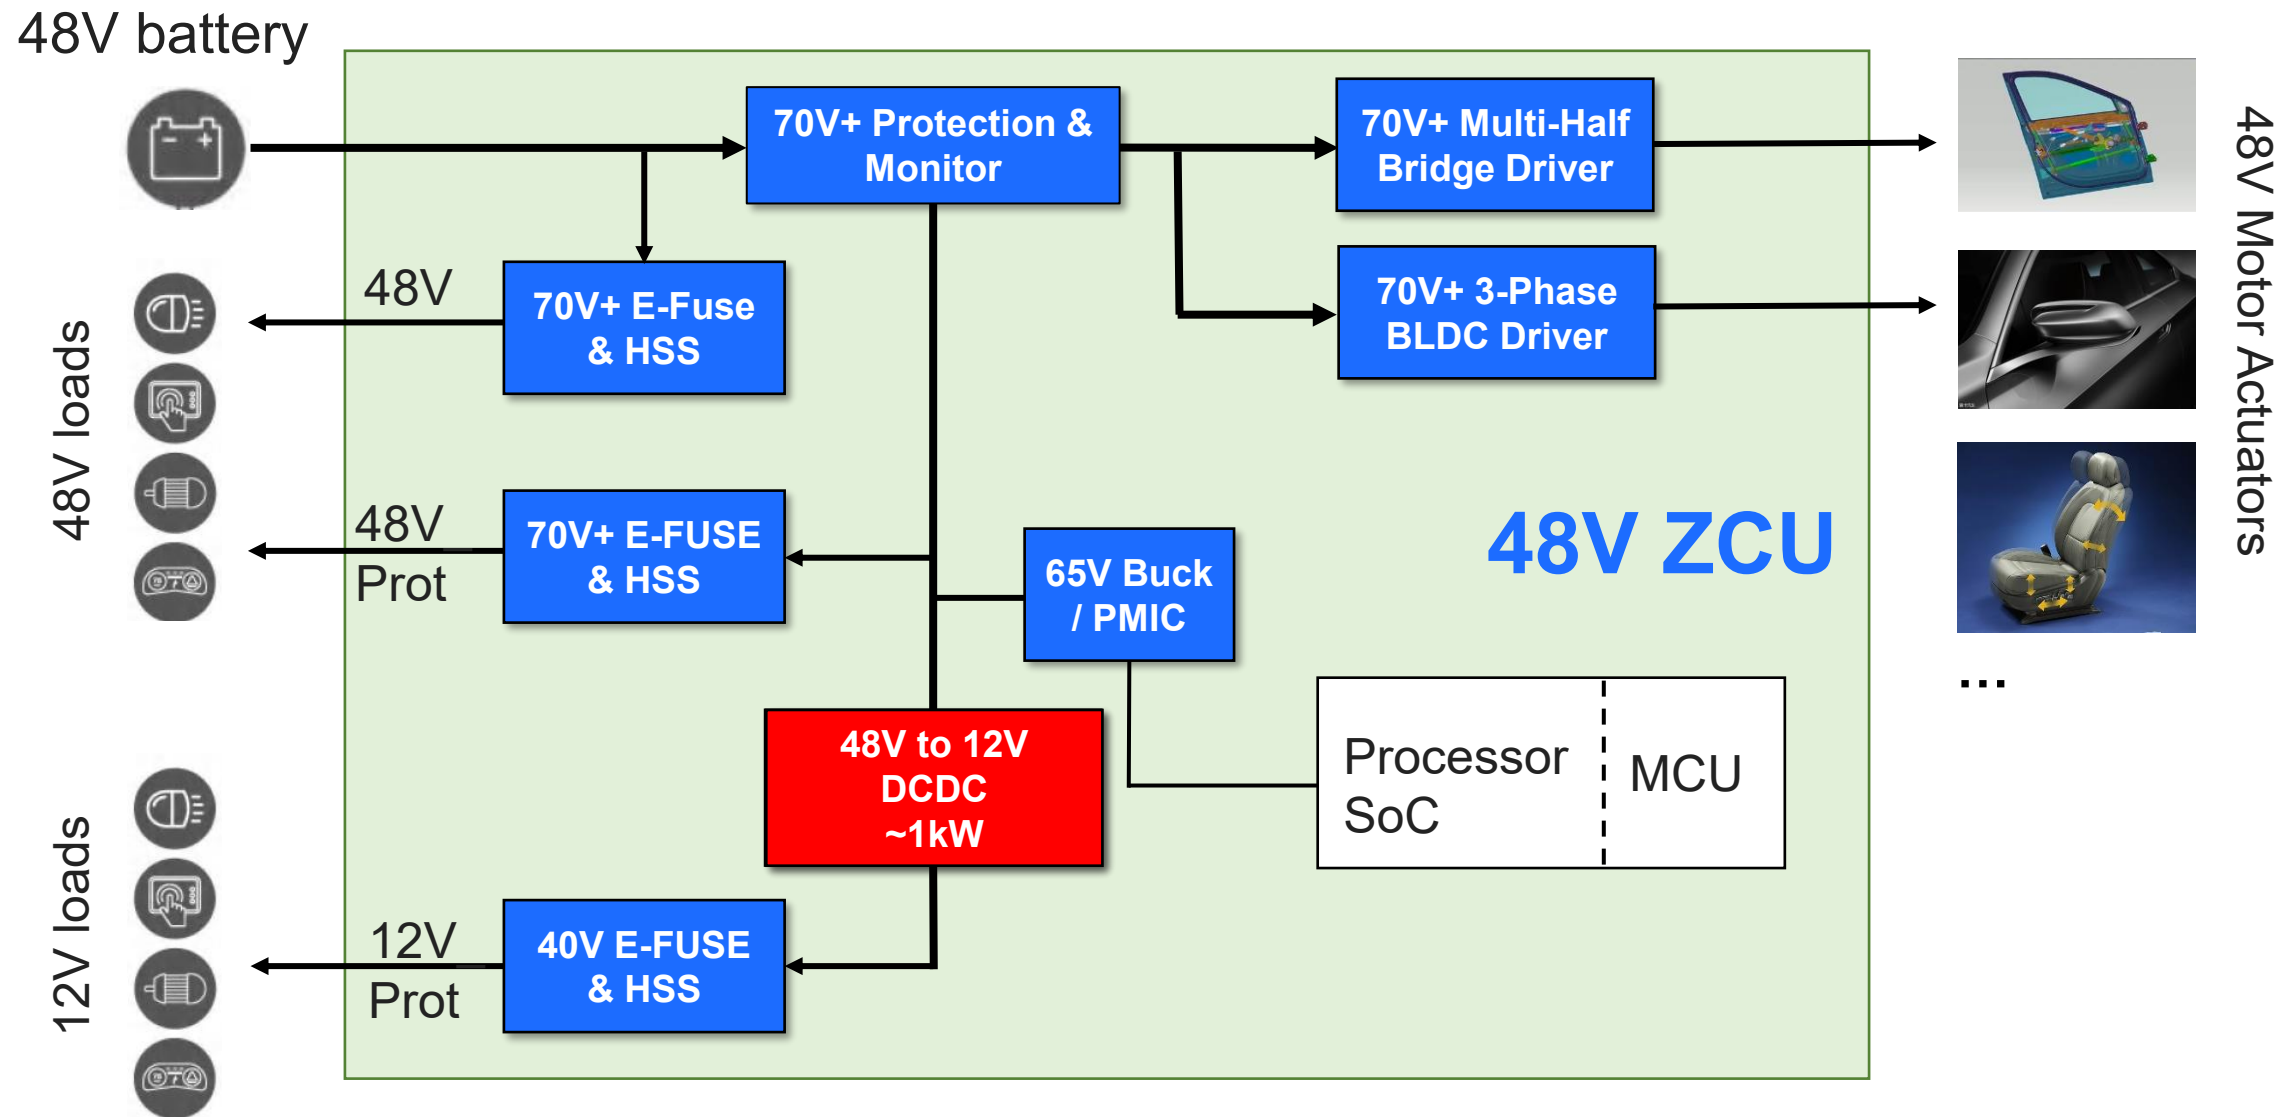 48V battery
70V+ Protection &
Monitor
70V+ Multi-Half
Bridge Driver
48V
70V+ E-Fuse
& HSS
70V+ 3-Phase
BLDC Driver
48V loads
48V Motor Actuators
48V
Prot
70V+ E-FUSE
& HSS
65V Buck
/ PMIC
48V ZCU
...
48V to 12V
DCDC
~1kW
Processor
SoC
MCU
12V loads
12V
Prot
40V E-FUSE
& HSS